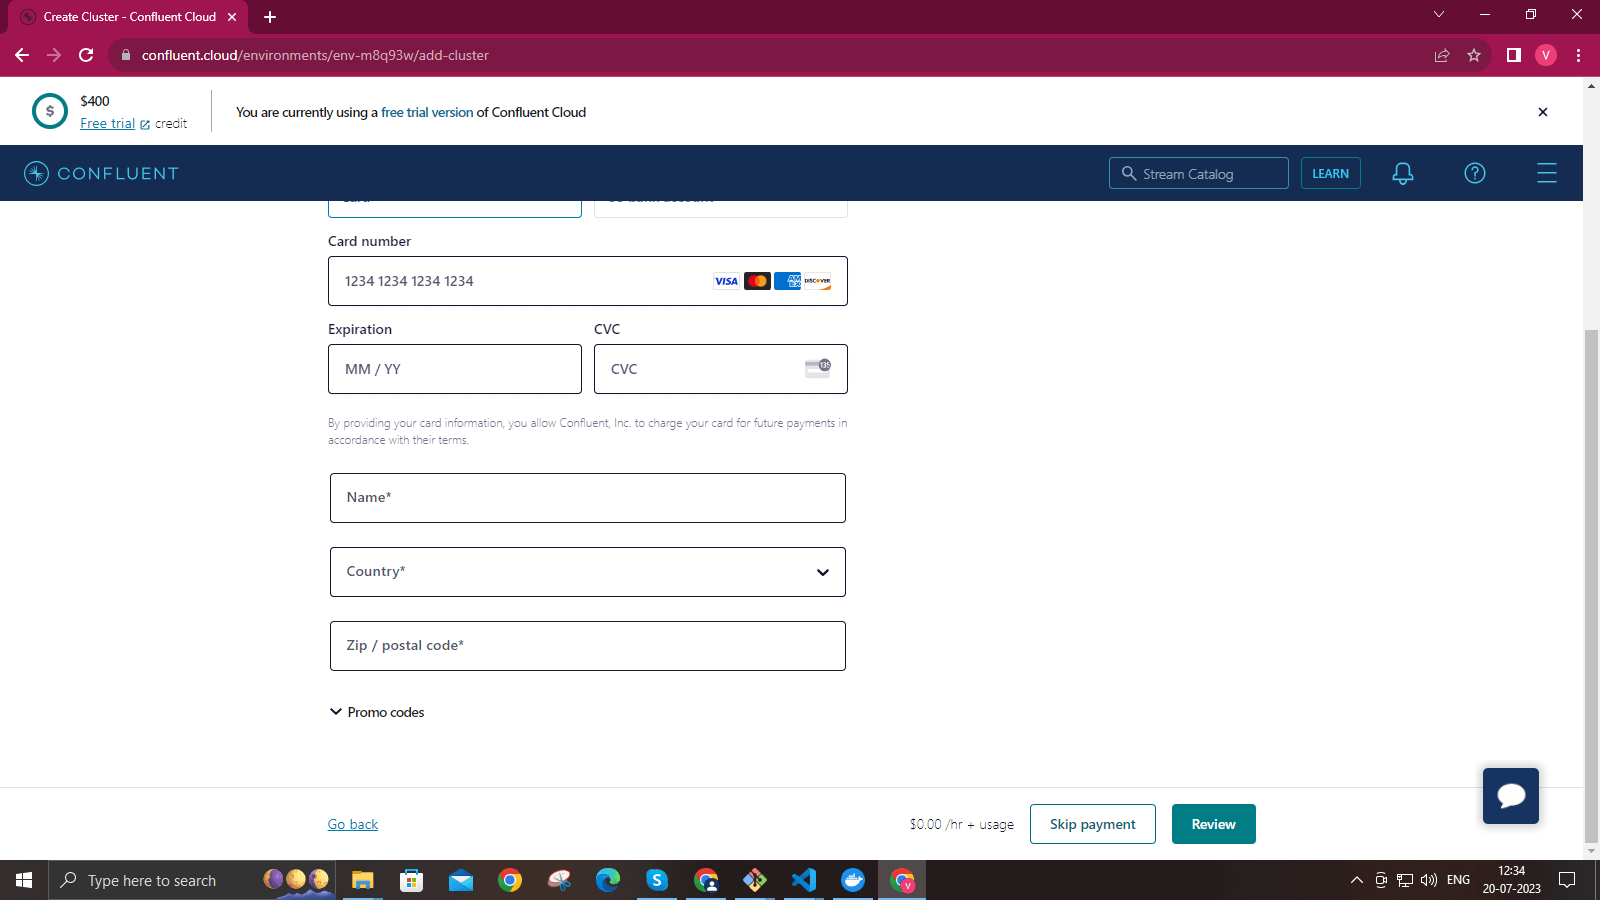 Create Cluster - Confluent Cloud
confluent.cloud/environments/env-m8q93w/add-cluster
V
$
$400
Free trial credit
You are currently using a free trial version of Confluent Cloud
CONFLUENT
Stream Catalog
LEARN
?
Card number
1234 1234 1234 1234
VISA
AM
EX
DISCOVER
Expiration
CVC
MM / YY
CVC
135
By providing your card information, you allow Confluent, Inc. to charge your card for future payments in
accordance with their terms.
Name*
Country*
Zip / postal code*
Promo codes
Go back
$0.00 /hr + usage
Skip payment
Review
Type here to search
S
V
ENG
12:34
20-07-2023